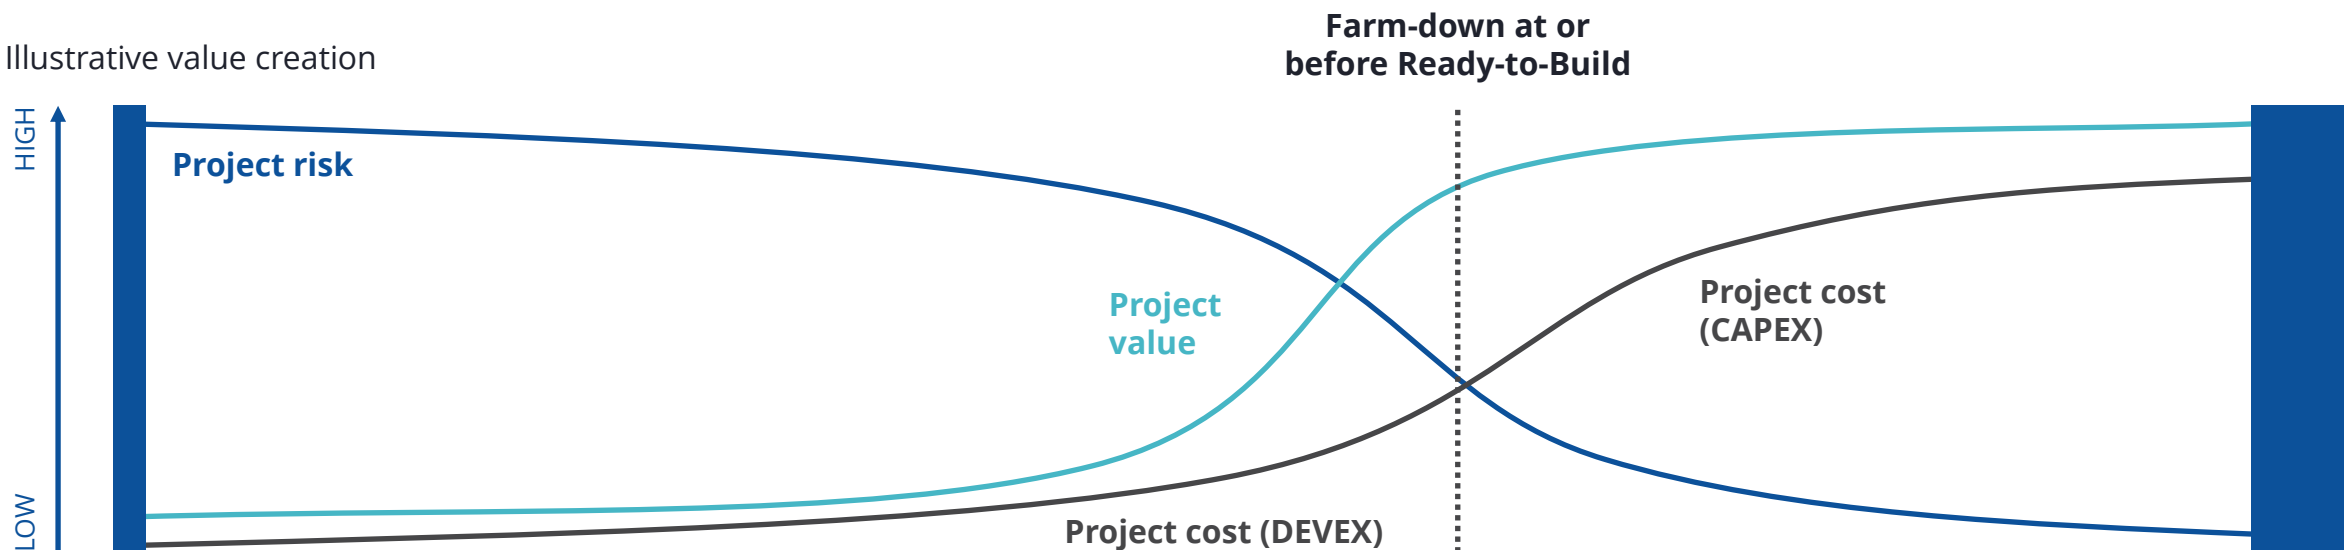 Farm-down at or
before Ready-to-Build
Illustrative value creation
HIGH
Project risk
Project
value
Project cost
(CAPEX)
LOW
Project cost (DEVEX)